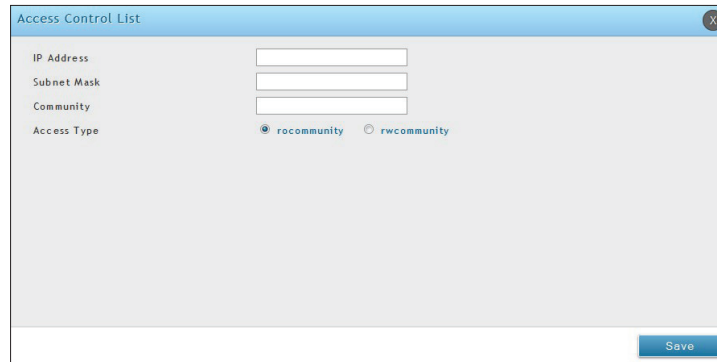 Access Control List
X
IP Address
Subnet Mask
Community
Access Type rocommunity rwcommunity
Save